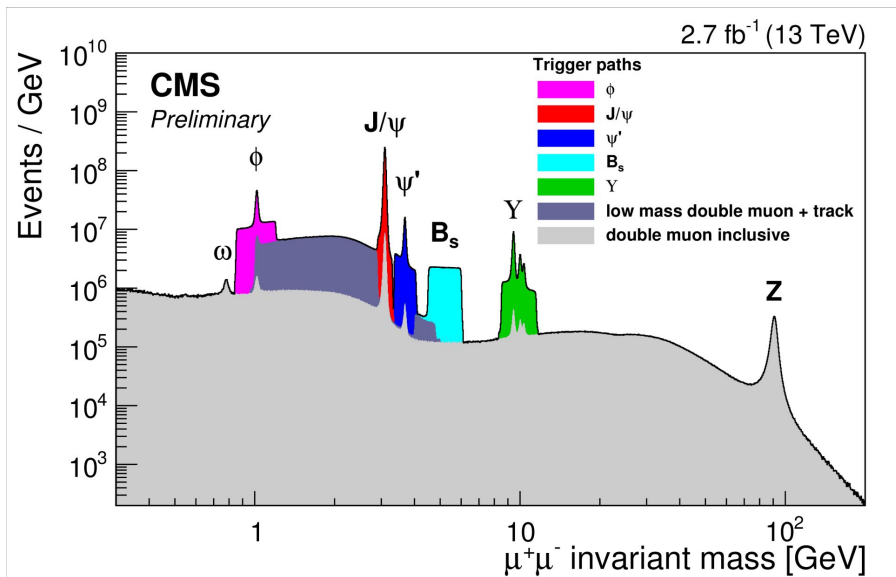 2.7 fb⁻¹ (13 TeV)
Events / GeV
10¹⁰
10⁹
10⁸
10⁷
10⁶
10⁵
10⁴
10³
CMS
Preliminary
Trigger paths
ϕ
J/ψ
ψ'
Bₛ
Υ
low mass double muon + track
double muon inclusive
ω
ϕ
J/ψ
ψ'
Bₛ
Υ
Z
1
10
10²
μ⁺μ⁻ invariant mass [GeV]